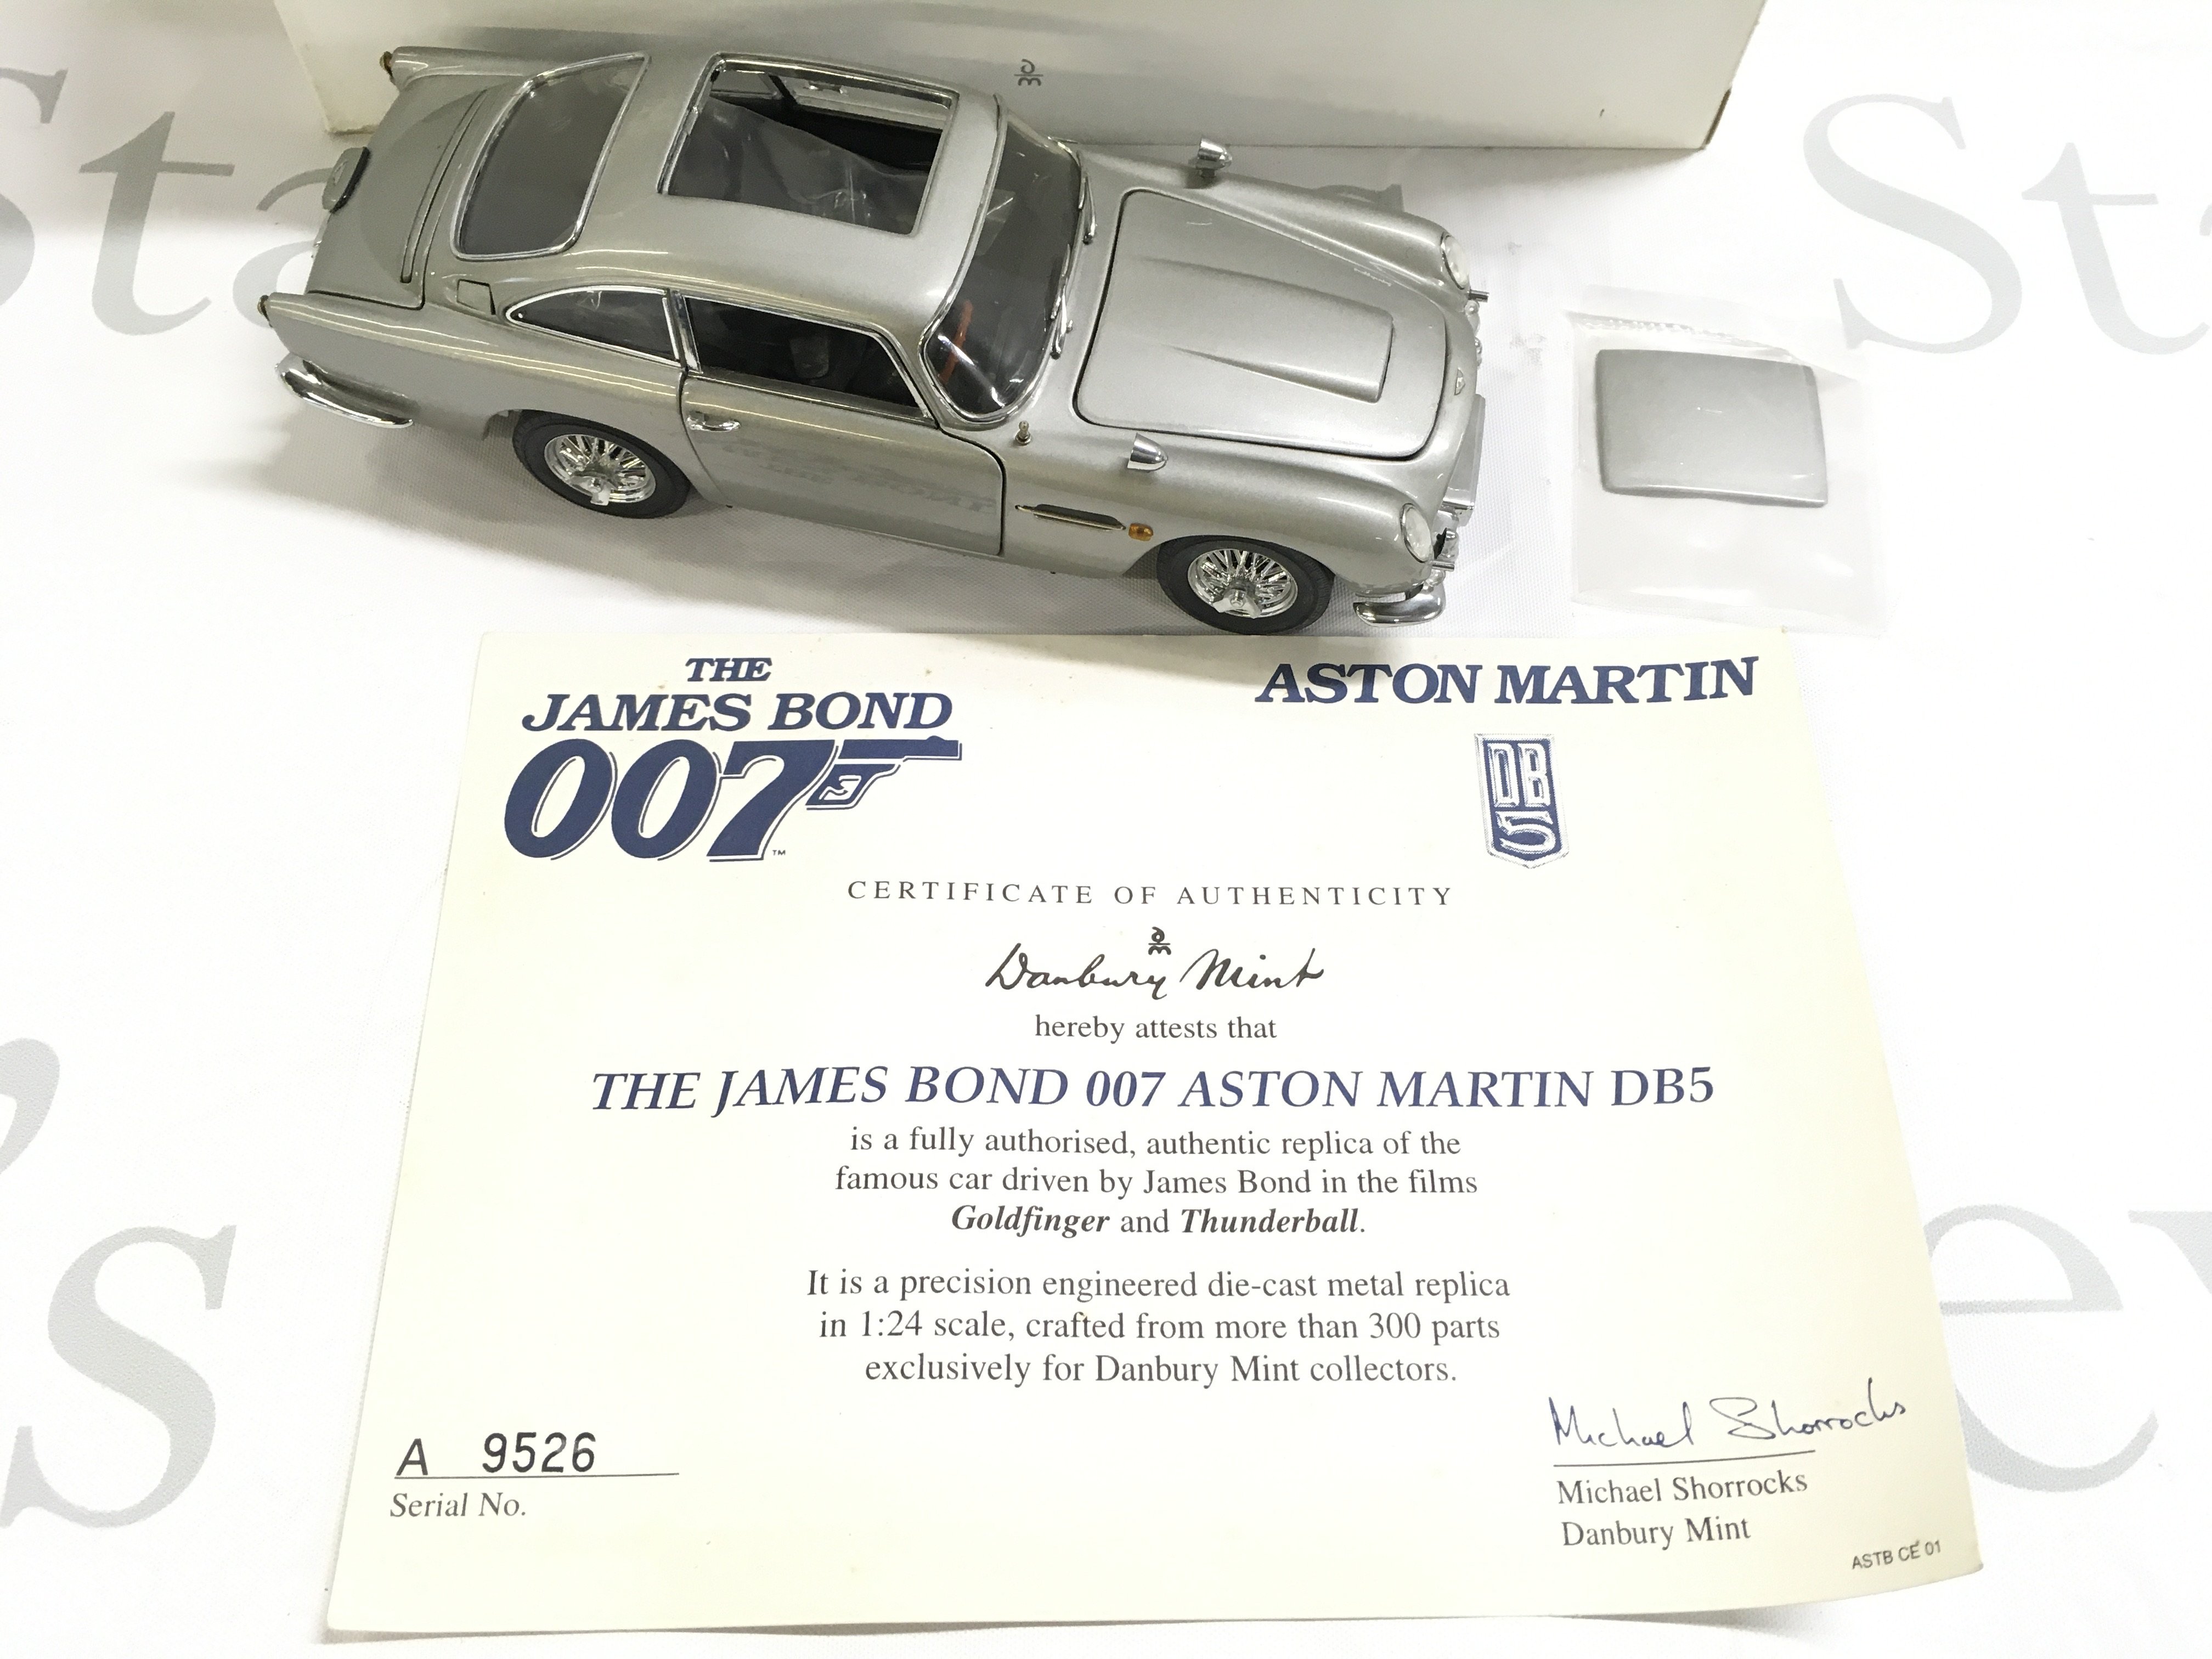 THE
JAMES BOND
007
TM
ASTON MARTIN
DB
5
CERTIFICATE OF AUTHENTICITY
Danbury Mint
hereby attests that
THE JAMES BOND 007 ASTON MARTIN DB5
is a fully authorised, authentic replica of the
famous car driven by James Bond in the films
Goldfinger and Thunderball.
It is a precision engineered die-cast metal replica
in 1:24 scale, crafted from more than 300 parts
exclusively for Danbury Mint collectors.
A 9526
Serial No.
Michael Shorrocks
Michael Shorrocks
Danbury Mint
ASTB CE 01